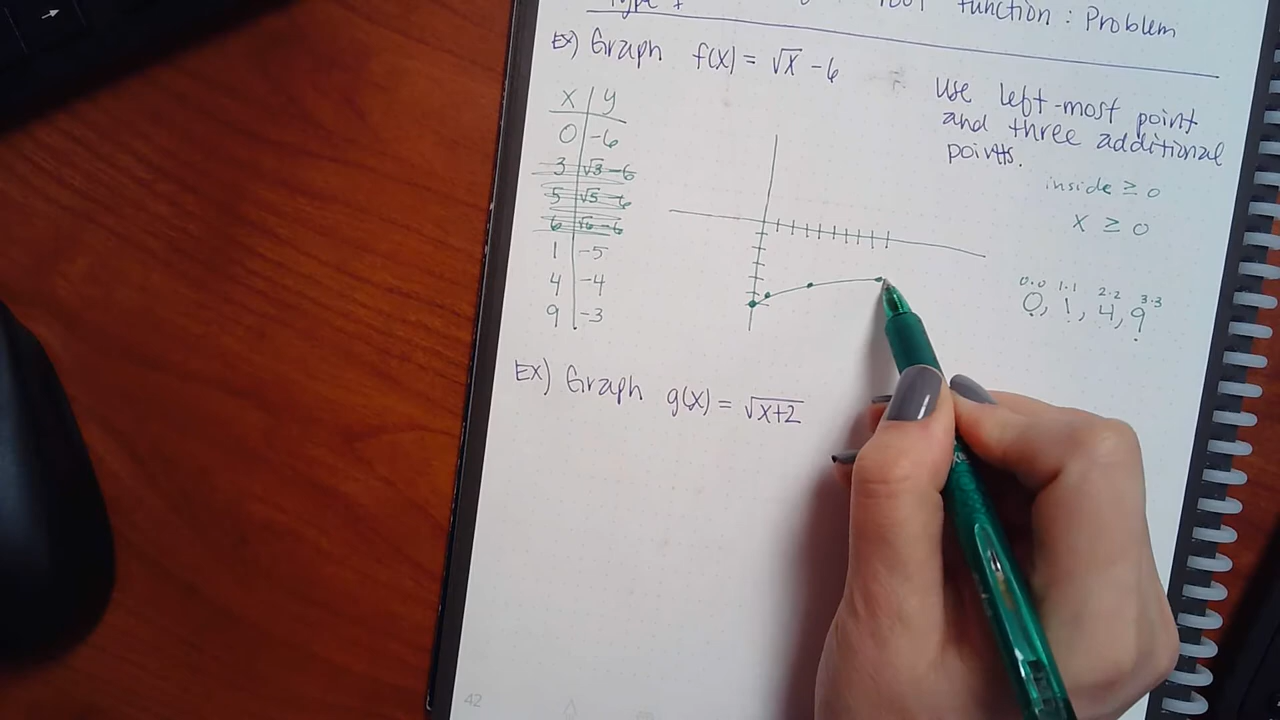 function : Problem
Ex) Graph f(x) = √x - 6
Use left-most point
and three additional
points.
x | y
0 | -6
3 | √3 - 6
5 | √5 - 6
6 | √6 - 6
1 | -5
4 | -4
9 | -3
inside ≥ 0
x ≥ 0
0·0 1·1 2·2 3·3
0, 1, 4, 9
Ex) Graph g(x) = √x+2
42